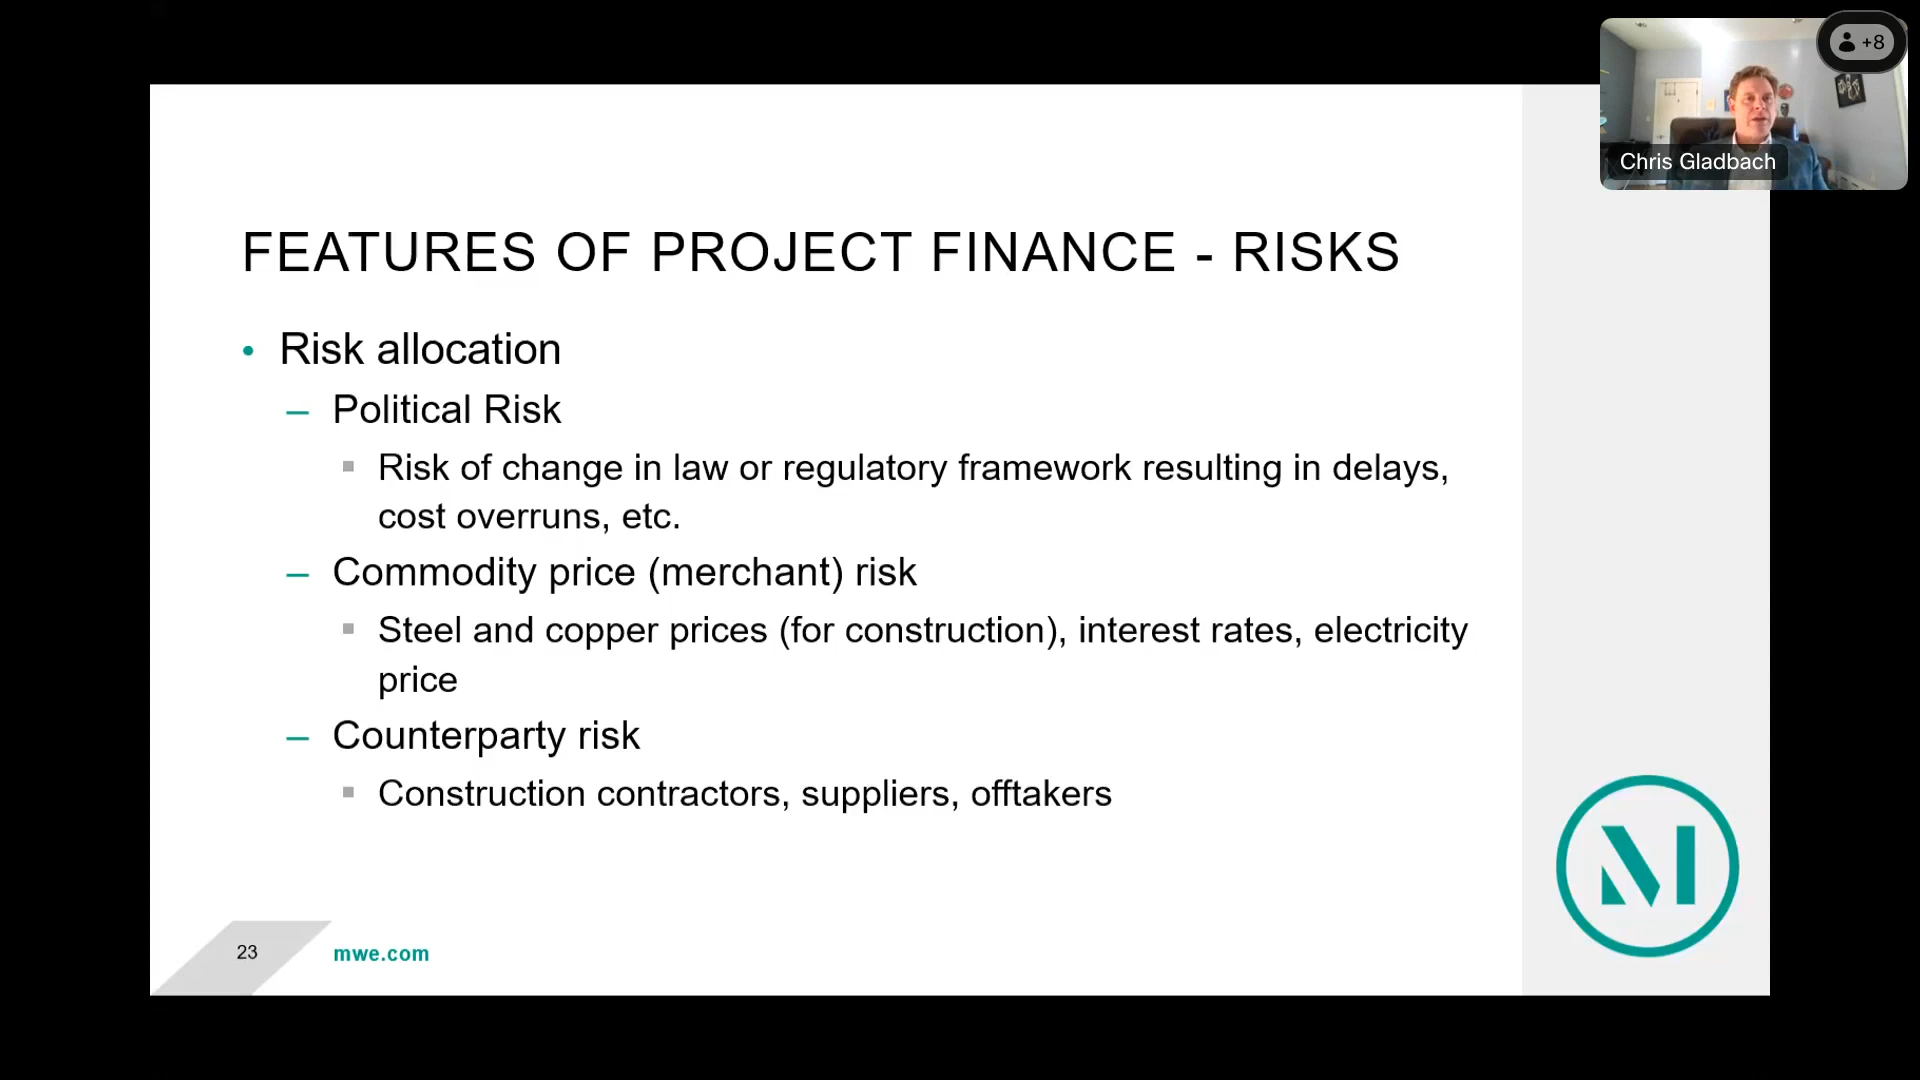 +8
Chris Gladbach
FEATURES OF PROJECT FINANCE - RISKS
• Risk allocation
– Political Risk
▪ Risk of change in law or regulatory framework resulting in delays,
cost overruns, etc.
– Commodity price (merchant) risk
▪ Steel and copper prices (for construction), interest rates, electricity
price
– Counterparty risk
▪ Construction contractors, suppliers, offtakers
M
23
mwe.com